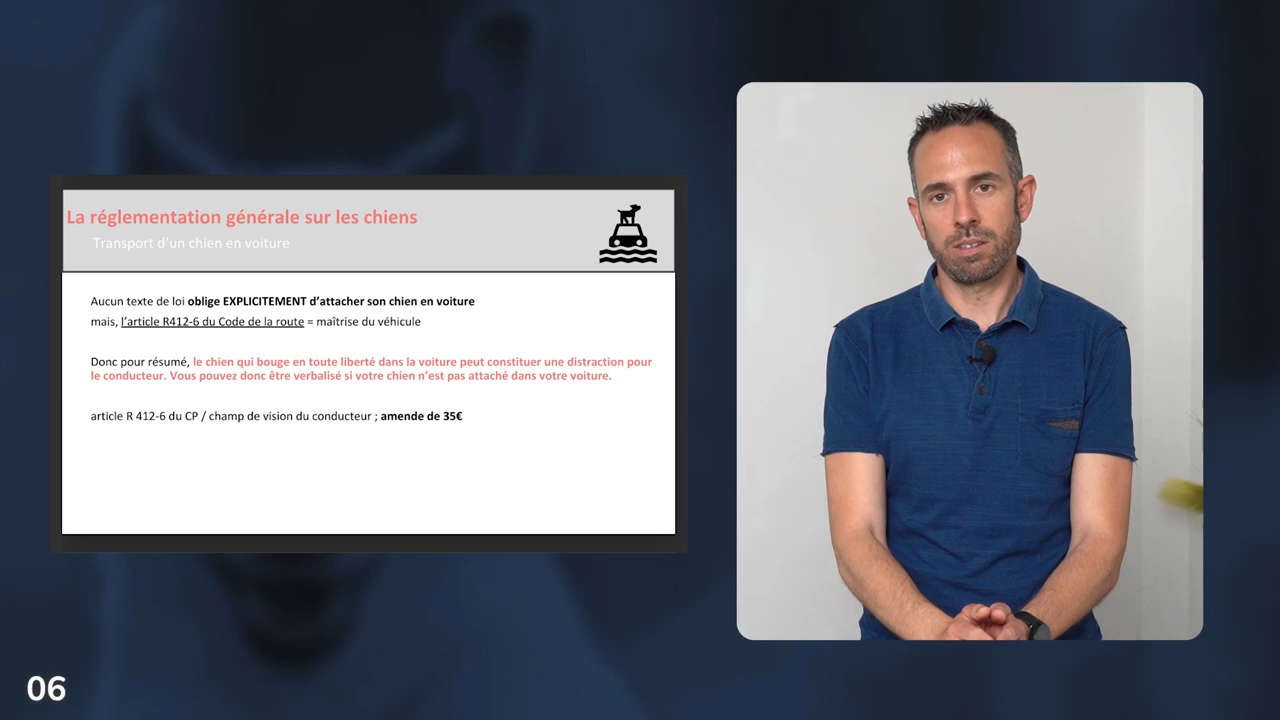 La réglementation générale sur les chiens
Transport d’un chien en voiture
Aucun texte de loi oblige EXPLICITEMENT d’attacher son chien en voiture
mais, l’article R412-6 du Code de la route = maîtrise du véhicule
Donc pour résumé, le chien qui bouge en toute liberté dans la voiture peut constituer une distraction pour
le conducteur. Vous pouvez donc être verbalisé si votre chien n’est pas attaché dans votre voiture.
article R 412-6 du CP / champ de vision du conducteur ; amende de 35€
06